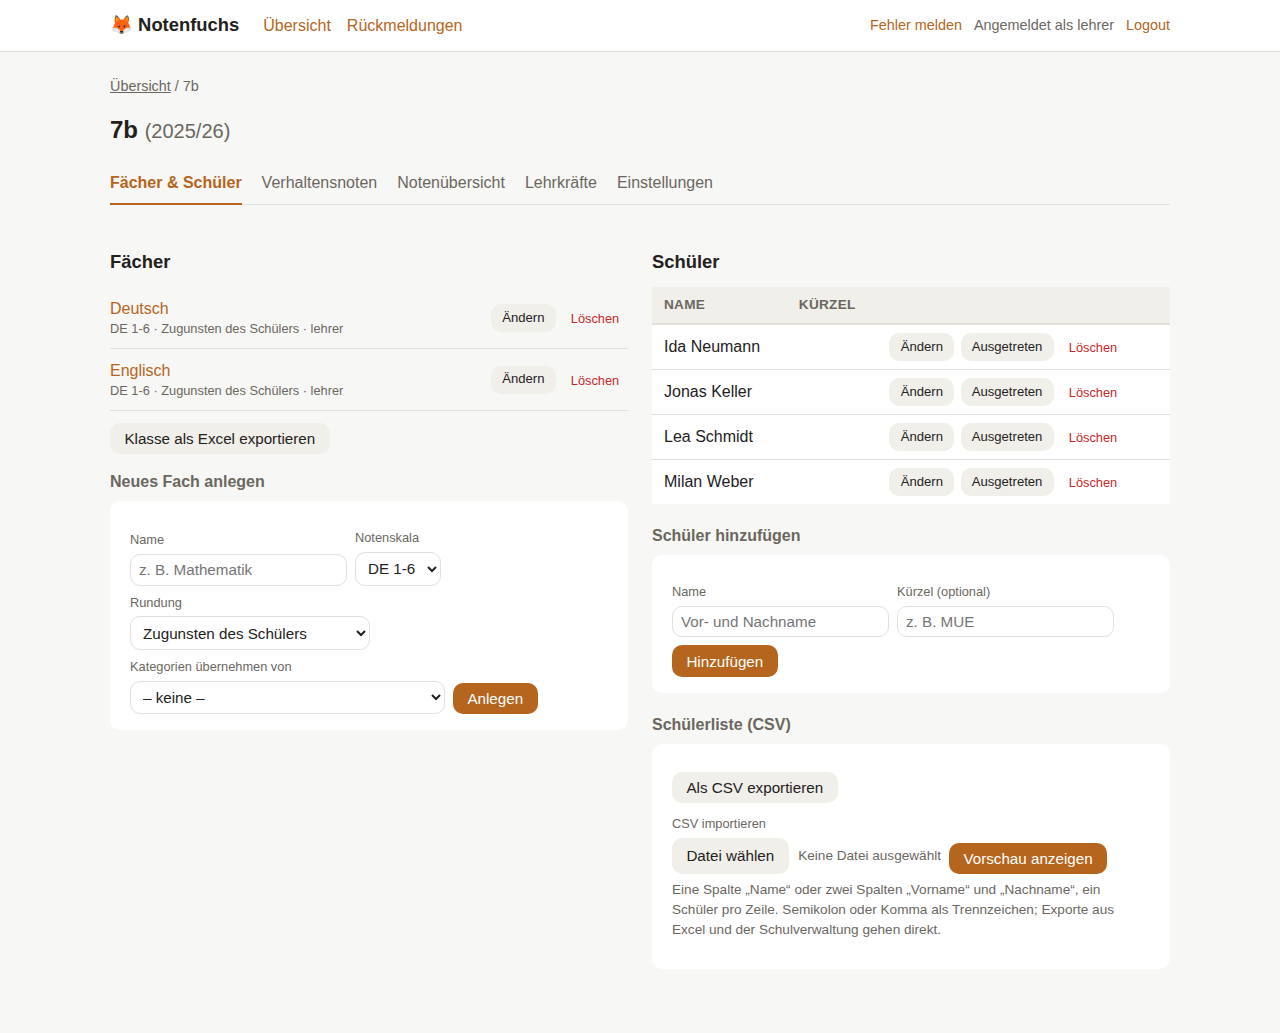 🦊 Notenfuchs Übersicht Rückmeldungen Fehler melden Angemeldet als lehrer Logout
Übersicht / 7b
7b (2025/26)
Fächer & Schüler Verhaltensnoten Notenübersicht Lehrkräfte Einstellungen
Fächer
Deutsch
DE 1-6 · Zugunsten des Schülers · lehrer
Ändern Löschen
Englisch
DE 1-6 · Zugunsten des Schülers · lehrer
Ändern Löschen
Klasse als Excel exportieren
Neues Fach anlegen
Name Notenskala
z. B. Mathematik DE 1-6
Rundung
Zugunsten des Schülers
Kategorien übernehmen von
– keine – Anlegen
Schüler
NAME KÜRZEL
Ida Neumann Ändern Ausgetreten Löschen
Jonas Keller Ändern Ausgetreten Löschen
Lea Schmidt Ändern Ausgetreten Löschen
Milan Weber Ändern Ausgetreten Löschen
Schüler hinzufügen
Name Kürzel (optional)
Vor- und Nachname z. B. MUE
Hinzufügen
Schülerliste (CSV)
Als CSV exportieren
CSV importieren
Datei wählen Keine Datei ausgewählt Vorschau anzeigen
Eine Spalte „Name“ oder zwei Spalten „Vorname“ und „Nachname“, ein
Schüler pro Zeile. Semikolon oder Komma als Trennzeichen; Exporte aus
Excel und der Schulverwaltung gehen direkt.